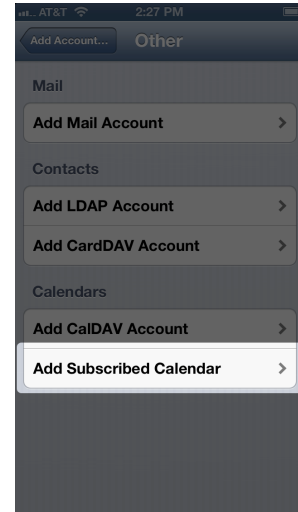 AT&T 2:27 PM
Add Account... Other
Mail
Add Mail Account
Contacts
Add LDAP Account
Add CardDAV Account
Calendars
Add CalDAV Account
Add Subscribed Calendar